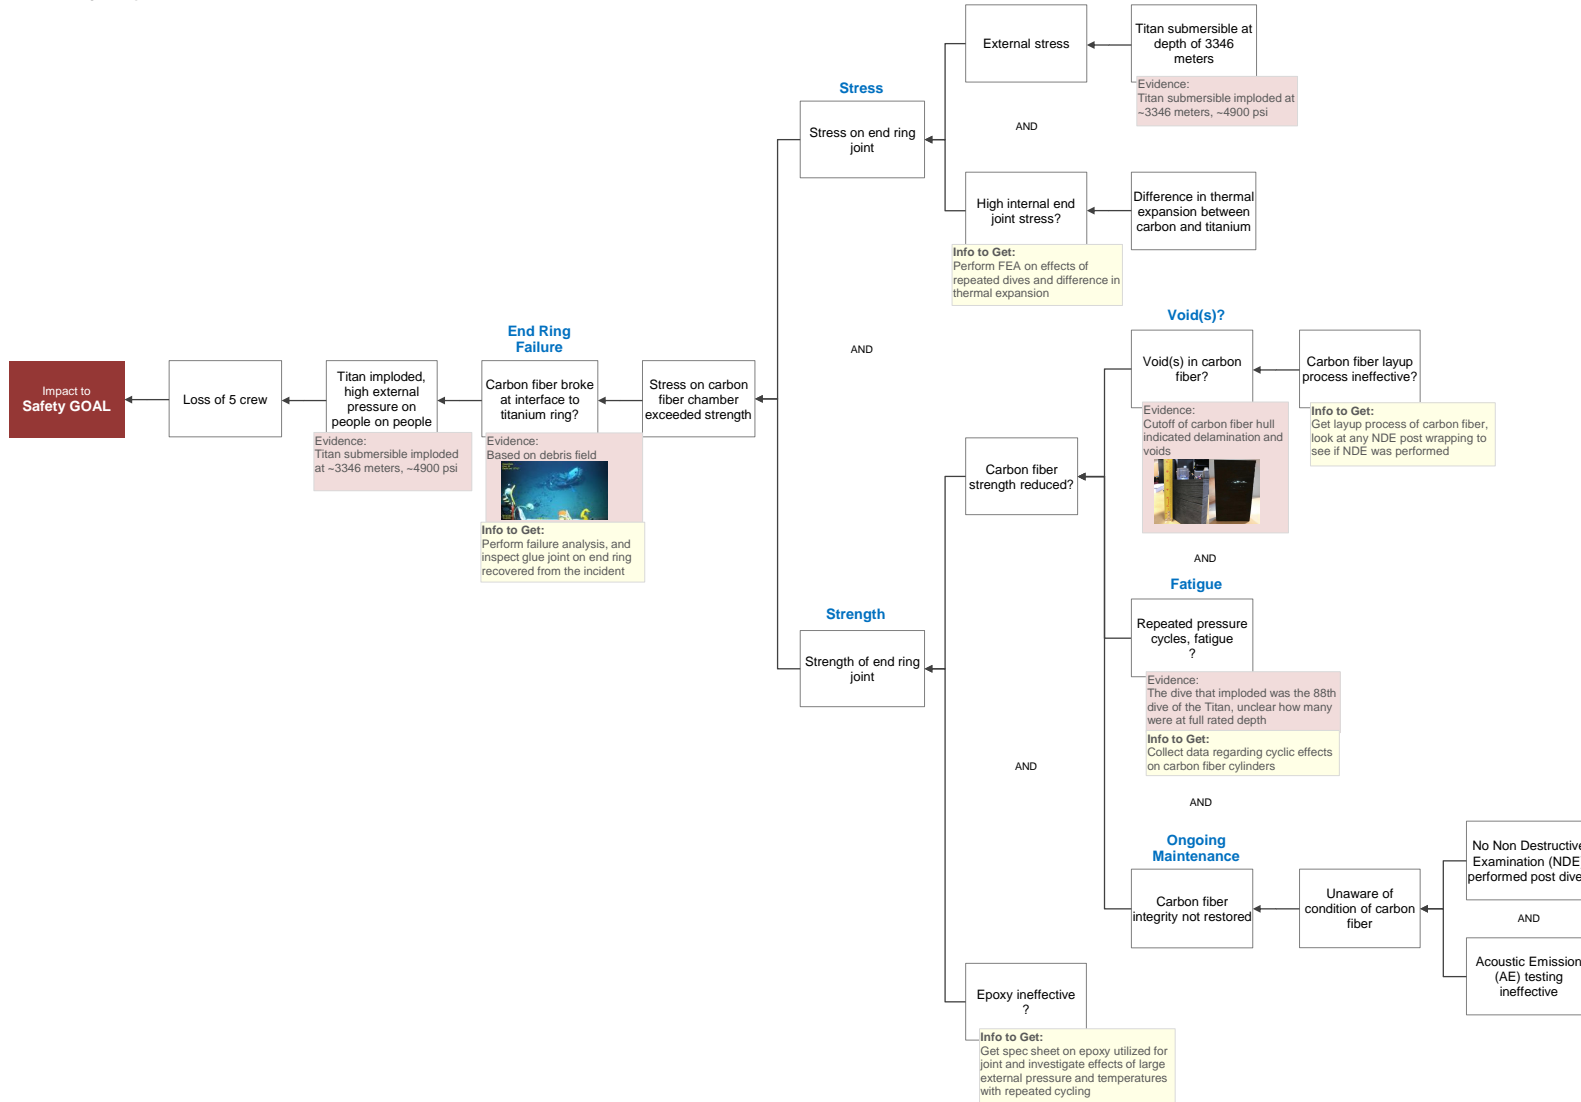 Impact to
Safety GOAL
Loss of 5 crew
Titan imploded,
high external
pressure on
people on people
Evidence:
Titan submersible imploded
at ~3346 meters, ~4900 psi
End Ring
Failure
Carbon fiber broke
at interface to
titanium ring?
Evidence:
Based on debris field
Info to Get:
Perform failure analysis, and
inspect glue joint on end ring
recovered from the incident
Stress on carbon
fiber chamber
exceeded strength
Stress
Stress on end ring
joint
AND
Strength
Strength of end ring
joint
External stress
Titan submersible at
depth of 3346
meters
Evidence:
Titan submersible imploded at
~3346 meters, ~4900 psi
AND
High internal end
joint stress?
Info to Get:
Perform FEA on effects of
repeated dives and difference in
thermal expansion
Difference in thermal
expansion between
carbon and titanium
Carbon fiber
strength reduced?
AND
Epoxy ineffective
?
Info to Get:
Get spec sheet on epoxy utilized for
joint and investigate effects of large
external pressure and temperatures
with repeated cycling
Void(s)?
Void(s) in carbon
fiber?
Evidence:
Cutoff of carbon fiber hull
indicated delamination and
voids
Carbon fiber layup
process ineffective?
Info to Get:
Get layup process of carbon fiber,
look at any NDE post wrapping to
see if NDE was performed
AND
Fatigue
Repeated pressure
cycles, fatigue
?
Evidence:
The dive that imploded was the 88th
dive of the Titan, unclear how many
were at full rated depth
Info to Get:
Collect data regarding cyclic effects
on carbon fiber cylinders
AND
Ongoing
Maintenance
Carbon fiber
integrity not restored
Unaware of
condition of carbon
fiber
No Non Destructive
Examination (NDE
performed post dive
AND
Acoustic Emission
(AE) testing
ineffective